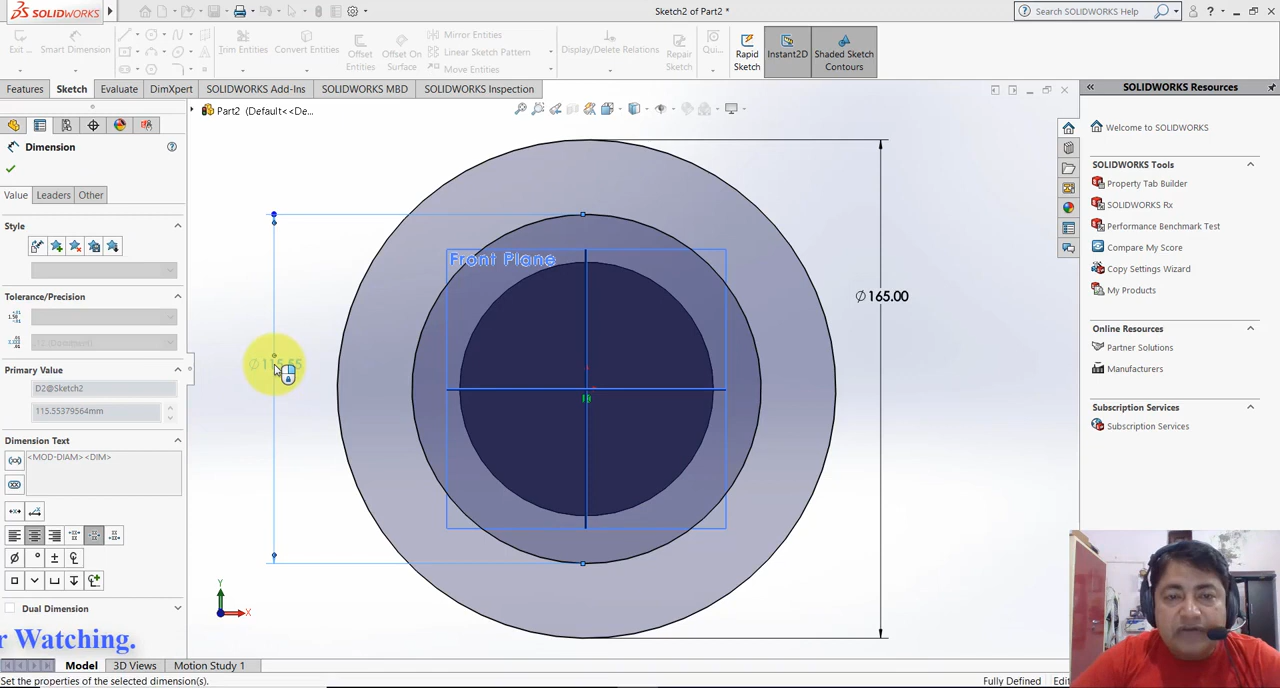 SOLIDWORKS
Sketch2 of Part2 *
Search SOLIDWORKS Help
Exit ...
Smart Dimension
Trim Entities
Convert Entities
Offset Entities
Offset On Surface
Mirror Entities
Linear Sketch Pattern
Move Entities
Display/Delete Relations
Repair Sketch
Qui...
Rapid Sketch
Instant2D
Shaded Sketch Contours
Features
Sketch
Evaluate
DimXpert
SOLIDWORKS Add-Ins
SOLIDWORKS MBD
SOLIDWORKS Inspection
SOLIDWORKS Resources
Part2 (Default<<De...
Dimension
Value
Leaders
Other
Style
Tolerance/Precision
Primary Value
D2@Sketch2
115.55379564mm
Dimension Text
<MOD-DIAM><DIM>
Dual Dimension
Front Plane
∅165.00
Y
X
Welcome to SOLIDWORKS
SOLIDWORKS Tools
Property Tab Builder
SOLIDWORKS Rx
Performance Benchmark Test
Compare My Score
Copy Settings Wizard
My Products
Online Resources
Partner Solutions
Manufacturers
Subscription Services
Subscription Services
r Watching.
Model
3D Views
Motion Study 1
Set the properties of the selected dimension(s).
Fully Defined
Edit